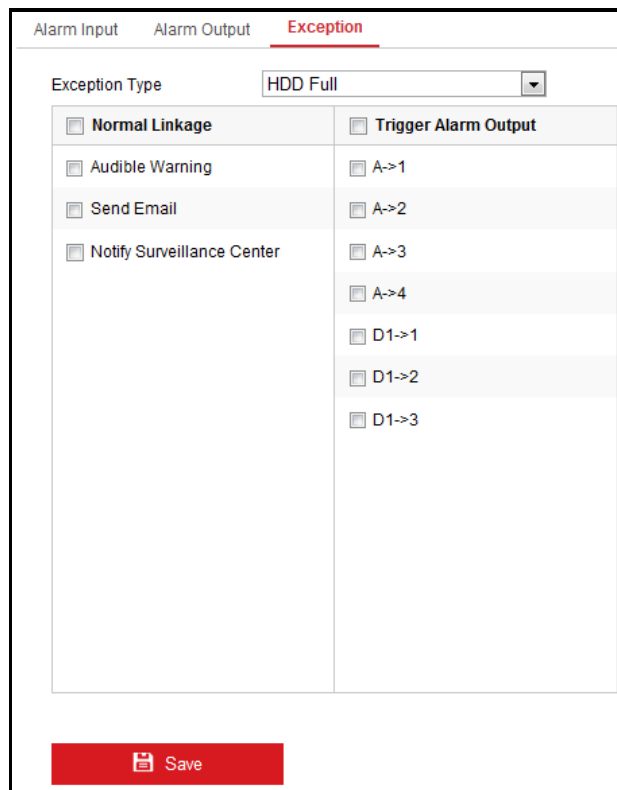 Alarm Input Alarm Output Exception
Exception Type HDD Full
Normal Linkage Trigger Alarm Output
Audible Warning A->1
Send Email A->2
Notify Surveillance Center A->3
A->4
D1->1
D1->2
D1->3
Save